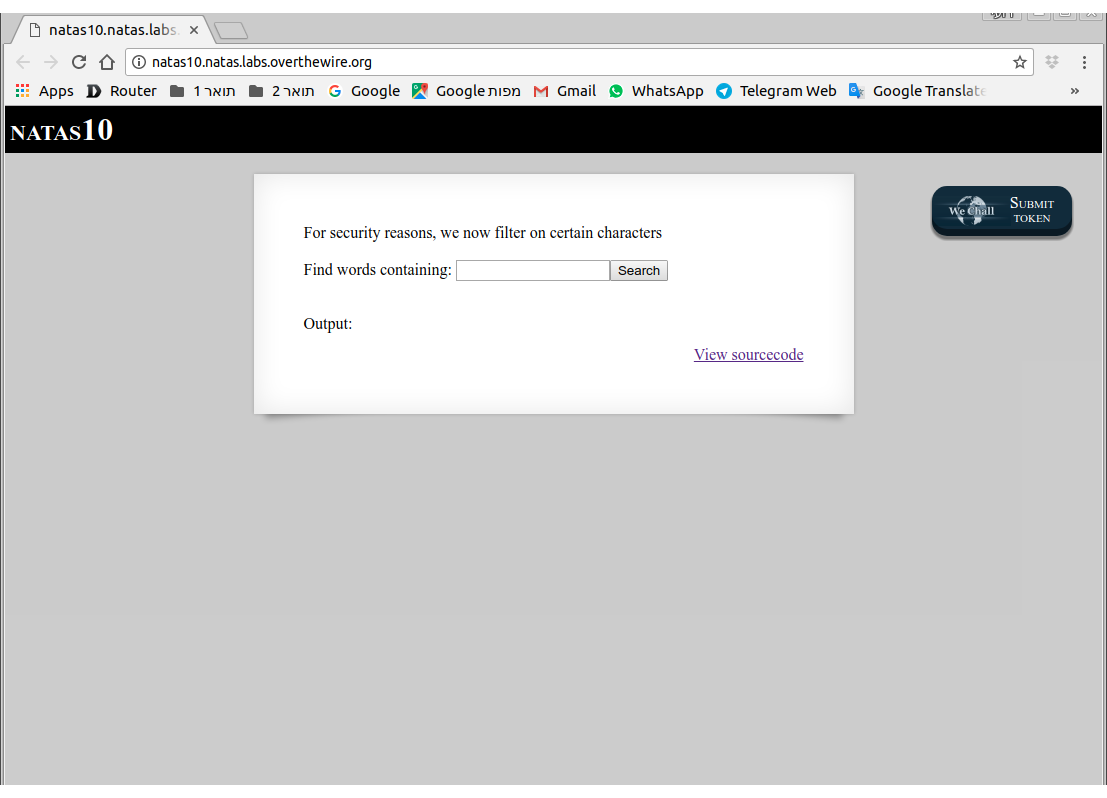 natas10.natas.labs.
natas10.natas.labs.overthewire.org
Apps Router תואר 1 תואר 2 Google Google מפות Gmail WhatsApp Telegram Web Google Translate »
NATAS10
We Chall SUBMIT TOKEN
For security reasons, we now filter on certain characters
Find words containing: Search
Output:
View sourcecode